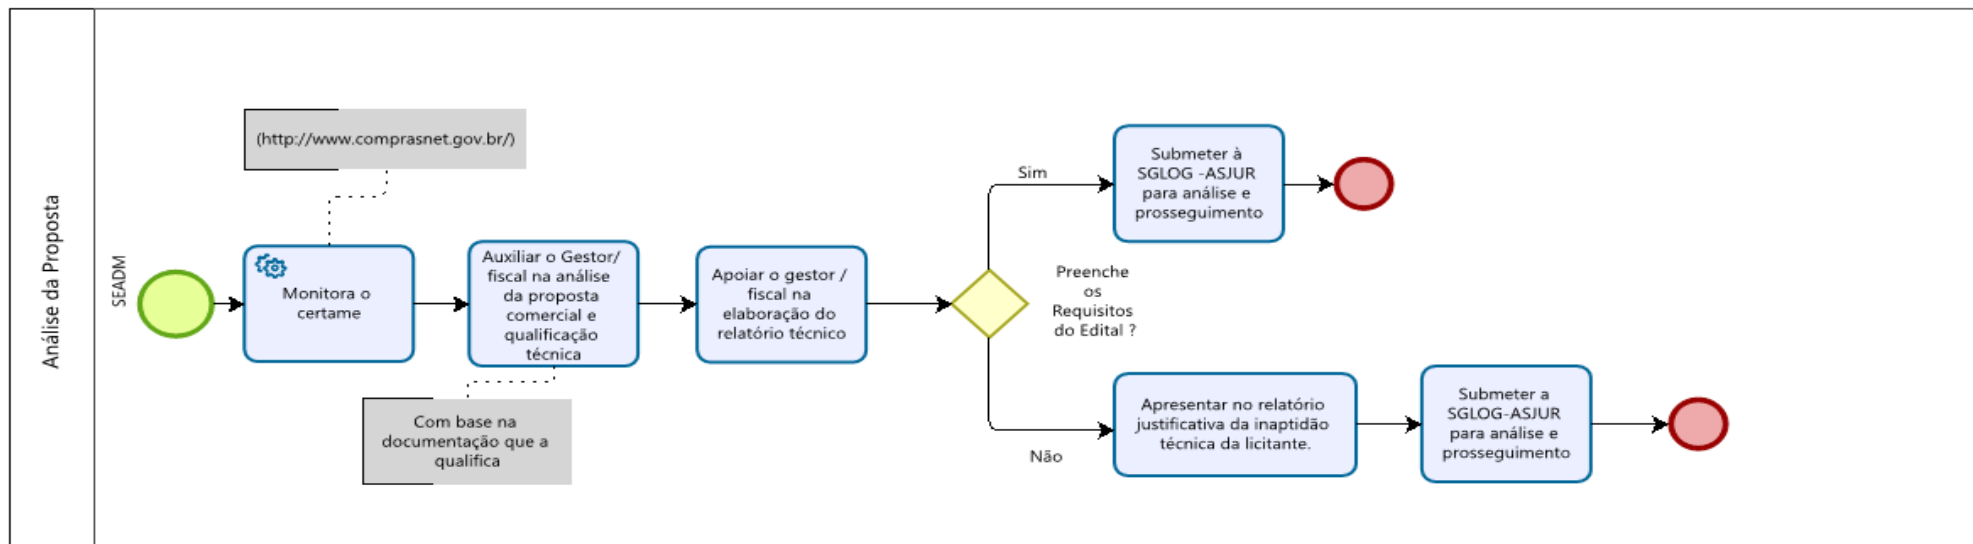 Análise da Proposta
SEADM
(http://www.comprasnet.gov.br/)
Monitora o
certame
Auxiliar o Gestor/
fiscal na análise
da proposta
comercial e
qualificação
técnica
Com base na
documentação que a
qualifica
Apoiar o gestor /
fiscal na
elaboração do
relatório técnico
Preenche
os
Requisitos
do Edital ?
Sim
Submeter à
SGLOG -ASJUR
para análise e
prosseguimento
Não
Apresentar no relatório
justificativa da inaptidão
técnica da licitante.
Submeter a
SGLOG-ASJUR
para análise e
prosseguimento